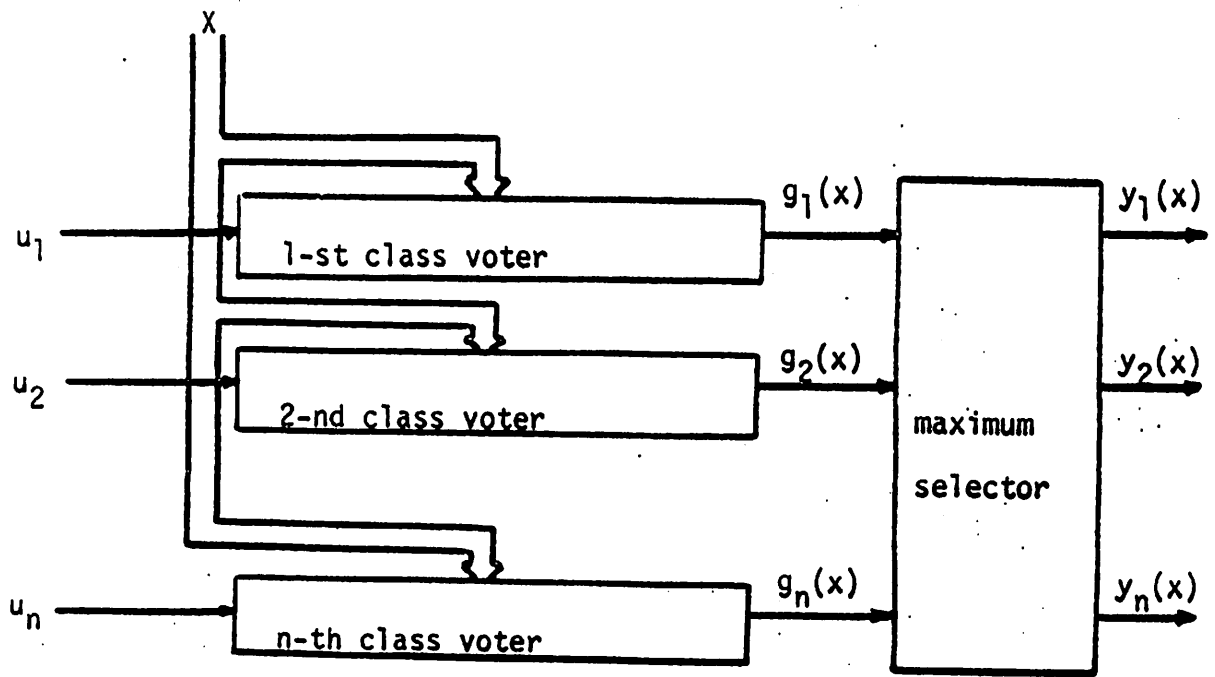 X
u1
1-st class voter
g1(x)
y1(x)
u2
2-nd class voter
g2(x)
y2(x)
maximum
selector
un
n-th class voter
gn(x)
yn(x)